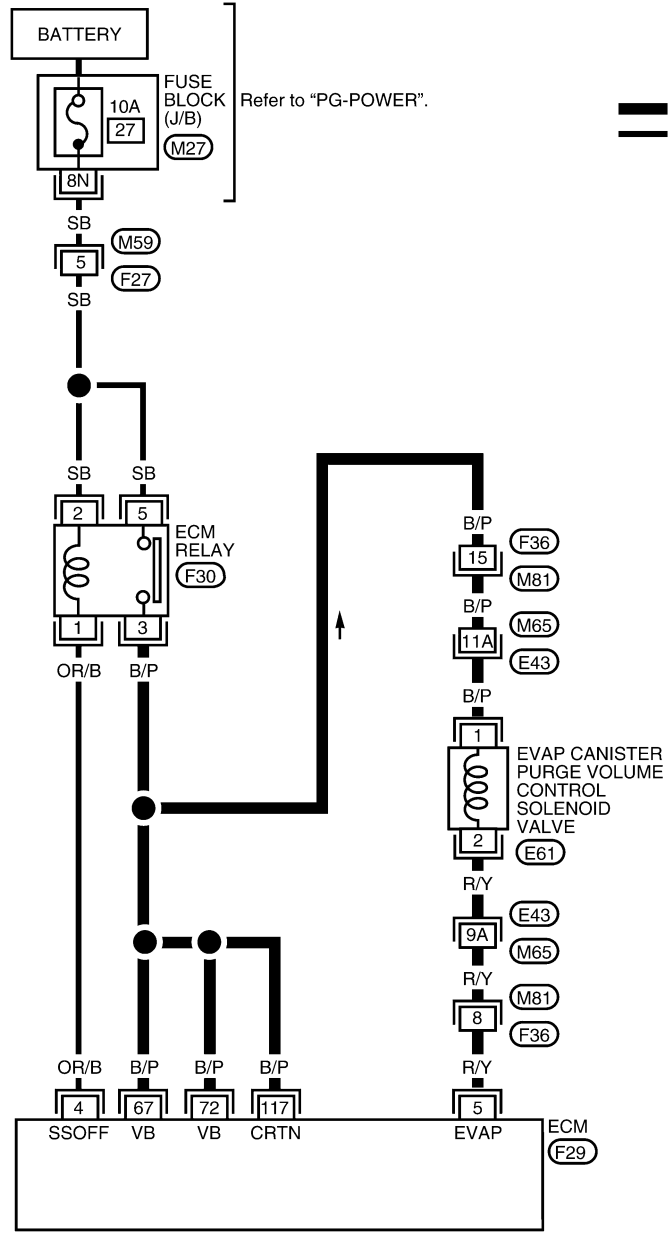 BATTERY
FUSE
BLOCK
(J/B)
Refer to “PG-POWER”.
10A
27
M27
8N
SB
M59
5
F27
SB
SB
SB
2
5
ECM
RELAY
F30
1
3
OR/B
B/P
B/P
F36
15
M81
B/P
M65
11A
E43
B/P
1
EVAP CANISTER
PURGE VOLUME
CONTROL
SOLENOID
VALVE
2
E61
R/Y
E43
9A
M65
R/Y
M81
8
F36
OR/B
B/P
B/P
B/P
R/Y
4
67
72
117
5
SSOFF
VB
VB
CRTN
EVAP
ECM
F29